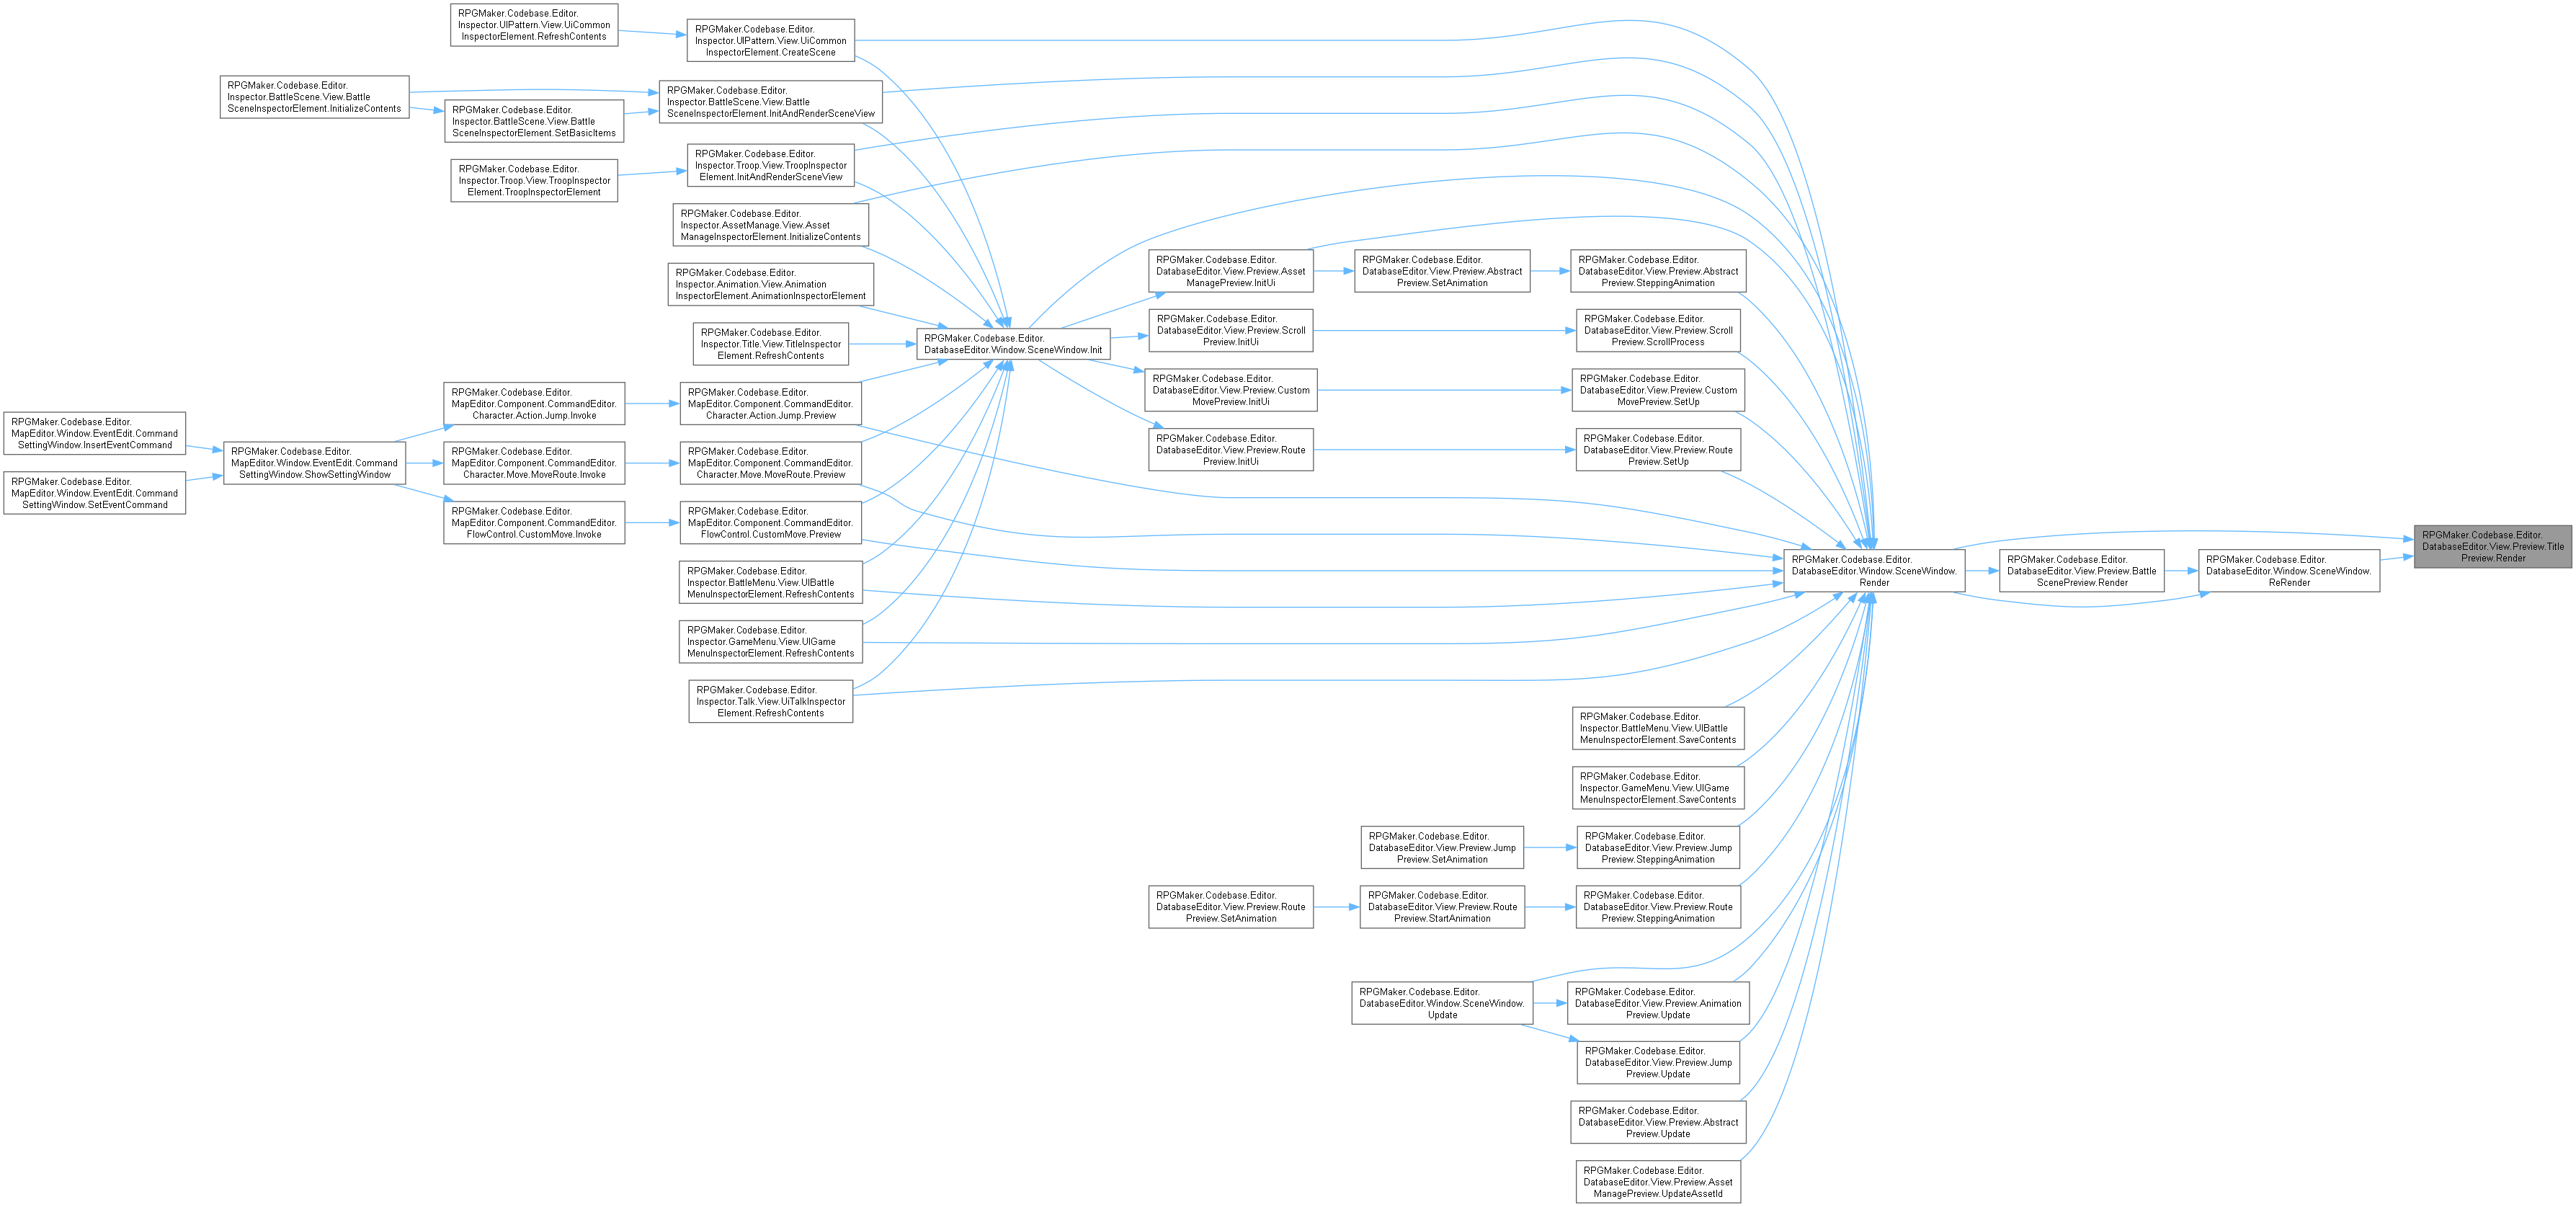 RPGMaker.Codebase.Editor.
Inspector.UIPattern.View.UiCommon
InspectorElement.RefreshContents
RPGMaker.Codebase.Editor.
Inspector.UIPattern.View.UiCommon
InspectorElement.CreateScene
RPGMaker.Codebase.Editor.
Inspector.BattleScene.View.Battle
SceneInspectorElement.InitializeContents
RPGMaker.Codebase.Editor.
Inspector.BattleScene.View.Battle
SceneInspectorElement.SetBasicItems
RPGMaker.Codebase.Editor.
Inspector.BattleScene.View.Battle
SceneInspectorElement.InitAndRenderSceneView
RPGMaker.Codebase.Editor.
Inspector.Troop.View.TroopInspector
Element.TroopInspectorElement
RPGMaker.Codebase.Editor.
Inspector.Troop.View.TroopInspector
Element.InitAndRenderSceneView
RPGMaker.Codebase.Editor.
Inspector.AssetManage.View.Asset
ManageInspectorElement.InitializeContents
RPGMaker.Codebase.Editor.
Inspector.Animation.View.Animation
InspectorElement.AnimationInspectorElement
RPGMaker.Codebase.Editor.
Inspector.Title.View.TitleInspector
Element.RefreshContents
RPGMaker.Codebase.Editor.
DatabaseEditor.Window.SceneWindow.Init
RPGMaker.Codebase.Editor.
DatabaseEditor.View.Preview.Asset
ManagePreview.InitUi
RPGMaker.Codebase.Editor.
DatabaseEditor.View.Preview.Abstract
Preview.SetAnimation
RPGMaker.Codebase.Editor.
DatabaseEditor.View.Preview.Abstract
Preview.SteppingAnimation
RPGMaker.Codebase.Editor.
DatabaseEditor.View.Preview.Scroll
Preview.InitUi
RPGMaker.Codebase.Editor.
DatabaseEditor.View.Preview.Scroll
Preview.ScrollProcess
RPGMaker.Codebase.Editor.
DatabaseEditor.View.Preview.Custom
MovePreview.InitUi
RPGMaker.Codebase.Editor.
DatabaseEditor.View.Preview.Custom
MovePreview.SetUp
RPGMaker.Codebase.Editor.
DatabaseEditor.View.Preview.Route
Preview.InitUi
RPGMaker.Codebase.Editor.
DatabaseEditor.View.Preview.Route
Preview.SetUp
RPGMaker.Codebase.Editor.
MapEditor.Window.EventEdit.Command
SettingWindow.InsertEventCommand
RPGMaker.Codebase.Editor.
MapEditor.Window.EventEdit.Command
SettingWindow.SetEventCommand
RPGMaker.Codebase.Editor.
MapEditor.Window.EventEdit.Command
SettingWindow.ShowSettingWindow
RPGMaker.Codebase.Editor.
MapEditor.Component.CommandEditor.
Character.Action.Jump.Invoke
RPGMaker.Codebase.Editor.
MapEditor.Component.CommandEditor.
Character.Action.Jump.Preview
RPGMaker.Codebase.Editor.
MapEditor.Component.CommandEditor.
Character.Move.MoveRoute.Invoke
RPGMaker.Codebase.Editor.
MapEditor.Component.CommandEditor.
Character.Move.MoveRoute.Preview
RPGMaker.Codebase.Editor.
MapEditor.Component.CommandEditor.
FlowControl.CustomMove.Invoke
RPGMaker.Codebase.Editor.
MapEditor.Component.CommandEditor.
FlowControl.CustomMove.Preview
RPGMaker.Codebase.Editor.
Inspector.BattleMenu.View.UIBattle
MenuInspectorElement.RefreshContents
RPGMaker.Codebase.Editor.
Inspector.GameMenu.View.UIGame
MenuInspectorElement.RefreshContents
RPGMaker.Codebase.Editor.
Inspector.Talk.View.UiTalkInspector
Element.RefreshContents
RPGMaker.Codebase.Editor.
DatabaseEditor.Window.SceneWindow.
Render
RPGMaker.Codebase.Editor.
DatabaseEditor.View.Preview.Battle
ScenePreview.Render
RPGMaker.Codebase.Editor.
DatabaseEditor.Window.SceneWindow.
ReRender
RPGMaker.Codebase.Editor.
DatabaseEditor.View.Preview.Title
Preview.Render
RPGMaker.Codebase.Editor.
Inspector.BattleMenu.View.UIBattle
MenuInspectorElement.SaveContents
RPGMaker.Codebase.Editor.
Inspector.GameMenu.View.UIGame
MenuInspectorElement.SaveContents
RPGMaker.Codebase.Editor.
DatabaseEditor.View.Preview.Jump
Preview.SetAnimation
RPGMaker.Codebase.Editor.
DatabaseEditor.View.Preview.Jump
Preview.SteppingAnimation
RPGMaker.Codebase.Editor.
DatabaseEditor.View.Preview.Route
Preview.SetAnimation
RPGMaker.Codebase.Editor.
DatabaseEditor.View.Preview.Route
Preview.StartAnimation
RPGMaker.Codebase.Editor.
DatabaseEditor.View.Preview.Route
Preview.SteppingAnimation
RPGMaker.Codebase.Editor.
DatabaseEditor.Window.SceneWindow.
Update
RPGMaker.Codebase.Editor.
DatabaseEditor.View.Preview.Animation
Preview.Update
RPGMaker.Codebase.Editor.
DatabaseEditor.View.Preview.Jump
Preview.Update
RPGMaker.Codebase.Editor.
DatabaseEditor.View.Preview.Abstract
Preview.Update
RPGMaker.Codebase.Editor.
DatabaseEditor.View.Preview.Asset
ManagePreview.UpdateAssetId